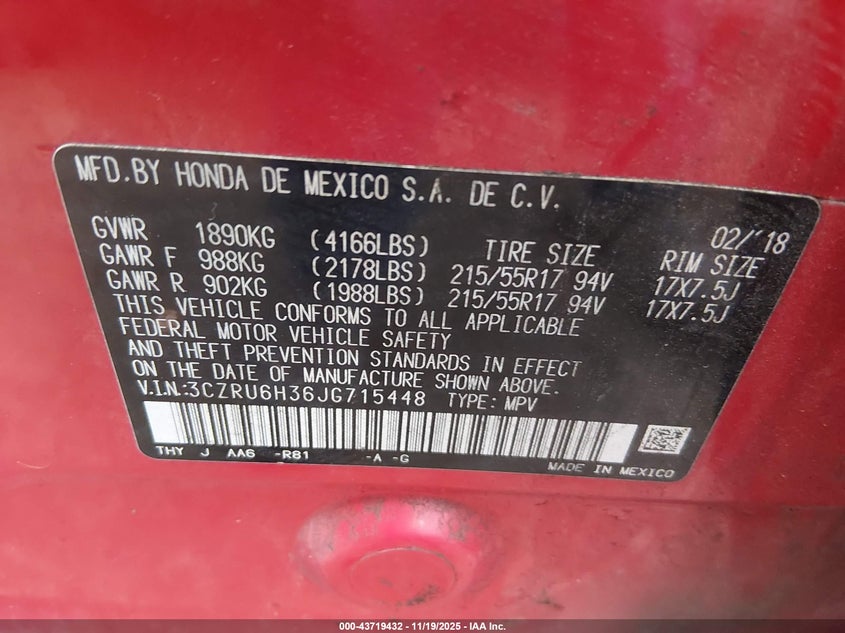 MFD.BY HONDA DE MEXICO S.A. DE C.V.
02/'18
GVWR 1890KG (4166LBS) TIRE SIZE RIM SIZE
GAWR F 988KG (2178LBS) 215/55R17 94V 17X7.5J
GAWR R 902KG (1988LBS) 215/55R17 94V 17X7.5J
THIS VEHICLE CONFORMS TO ALL APPLICABLE
FEDERAL MOTOR VEHICLE SAFETY
AND THEFT PREVENTION STANDARDS IN EFFECT
ON THE DATE OF MANUFACTURE SHOWN ABOVE.
V.I.N.:3CZRU6H36JG715448 TYPE: MPV
THY J AA6 -R81 -A -G
MADE IN MEXICO
000-43719432 - 11/19/2025 - IAA Inc.